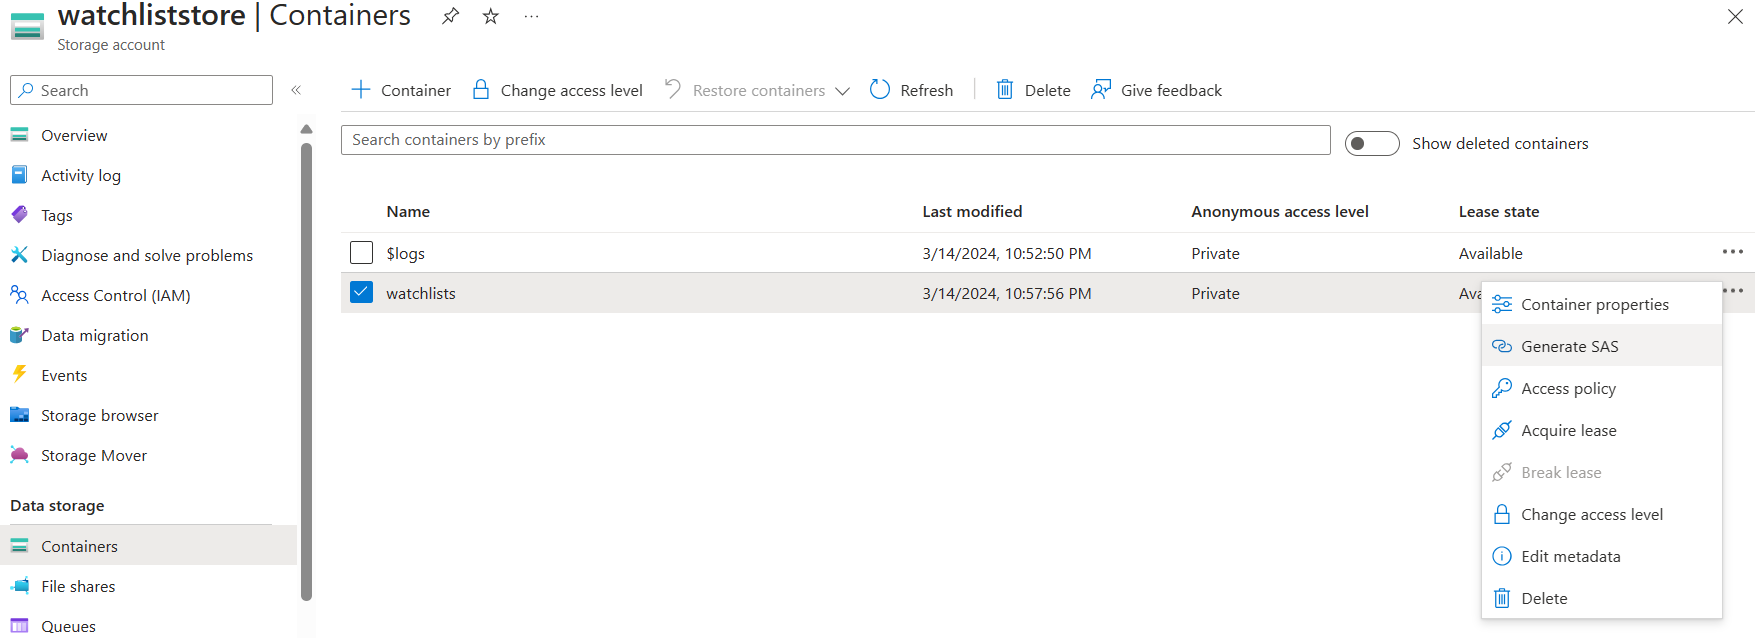 watchliststore | Containers
Storage account
Search
Overview
Activity log
Tags
Diagnose and solve problems
Access Control (IAM)
Data migration
Events
Storage browser
Storage Mover
Data storage
Containers
File shares
Queues
Container Change access level Restore containers Refresh Delete Give feedback
Search containers by prefix
Show deleted containers
Name Last modified Anonymous access level Lease state
$logs 3/14/2024, 10:52:50 PM Private Available
watchlists 3/14/2024, 10:57:56 PM Private Ava
Container properties
Generate SAS
Access policy
Acquire lease
Break lease
Change access level
Edit metadata
Delete